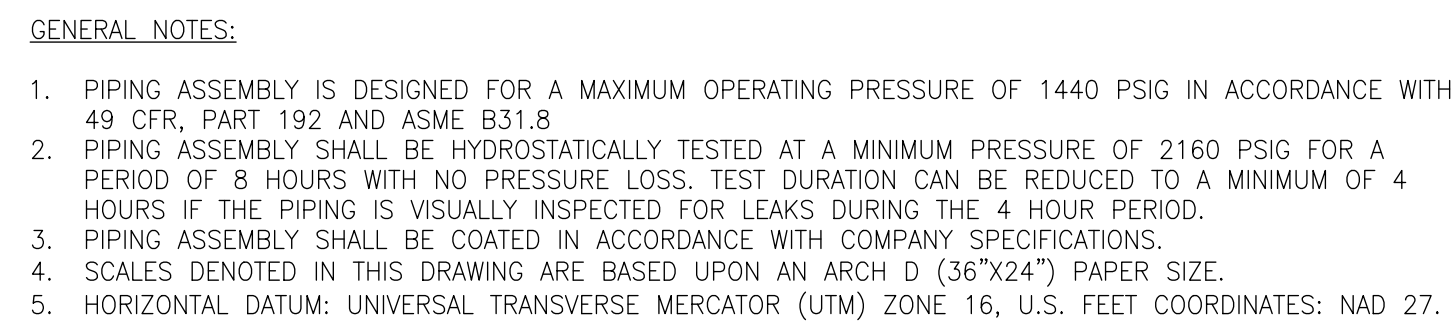 GENERAL NOTES:
1. PIPING ASSEMBLY IS DESIGNED FOR A MAXIMUM OPERATING PRESSURE OF 1440 PSIG IN ACCORDANCE WITH
49 CFR, PART 192 AND ASME B31.8
2. PIPING ASSEMBLY SHALL BE HYDROSTATICALLY TESTED AT A MINIMUM PRESSURE OF 2160 PSIG FOR A
PERIOD OF 8 HOURS WITH NO PRESSURE LOSS. TEST DURATION CAN BE REDUCED TO A MINIMUM OF 4
HOURS IF THE PIPING IS VISUALLY INSPECTED FOR LEAKS DURING THE 4 HOUR PERIOD.
3. PIPING ASSEMBLY SHALL BE COATED IN ACCORDANCE WITH COMPANY SPECIFICATIONS.
4. SCALES DENOTED IN THIS DRAWING ARE BASED UPON AN ARCH D (36”X24”) PAPER SIZE.
5. HORIZONTAL DATUM: UNIVERSAL TRANSVERSE MERCATOR (UTM) ZONE 16, U.S. FEET COORDINATES: NAD 27.